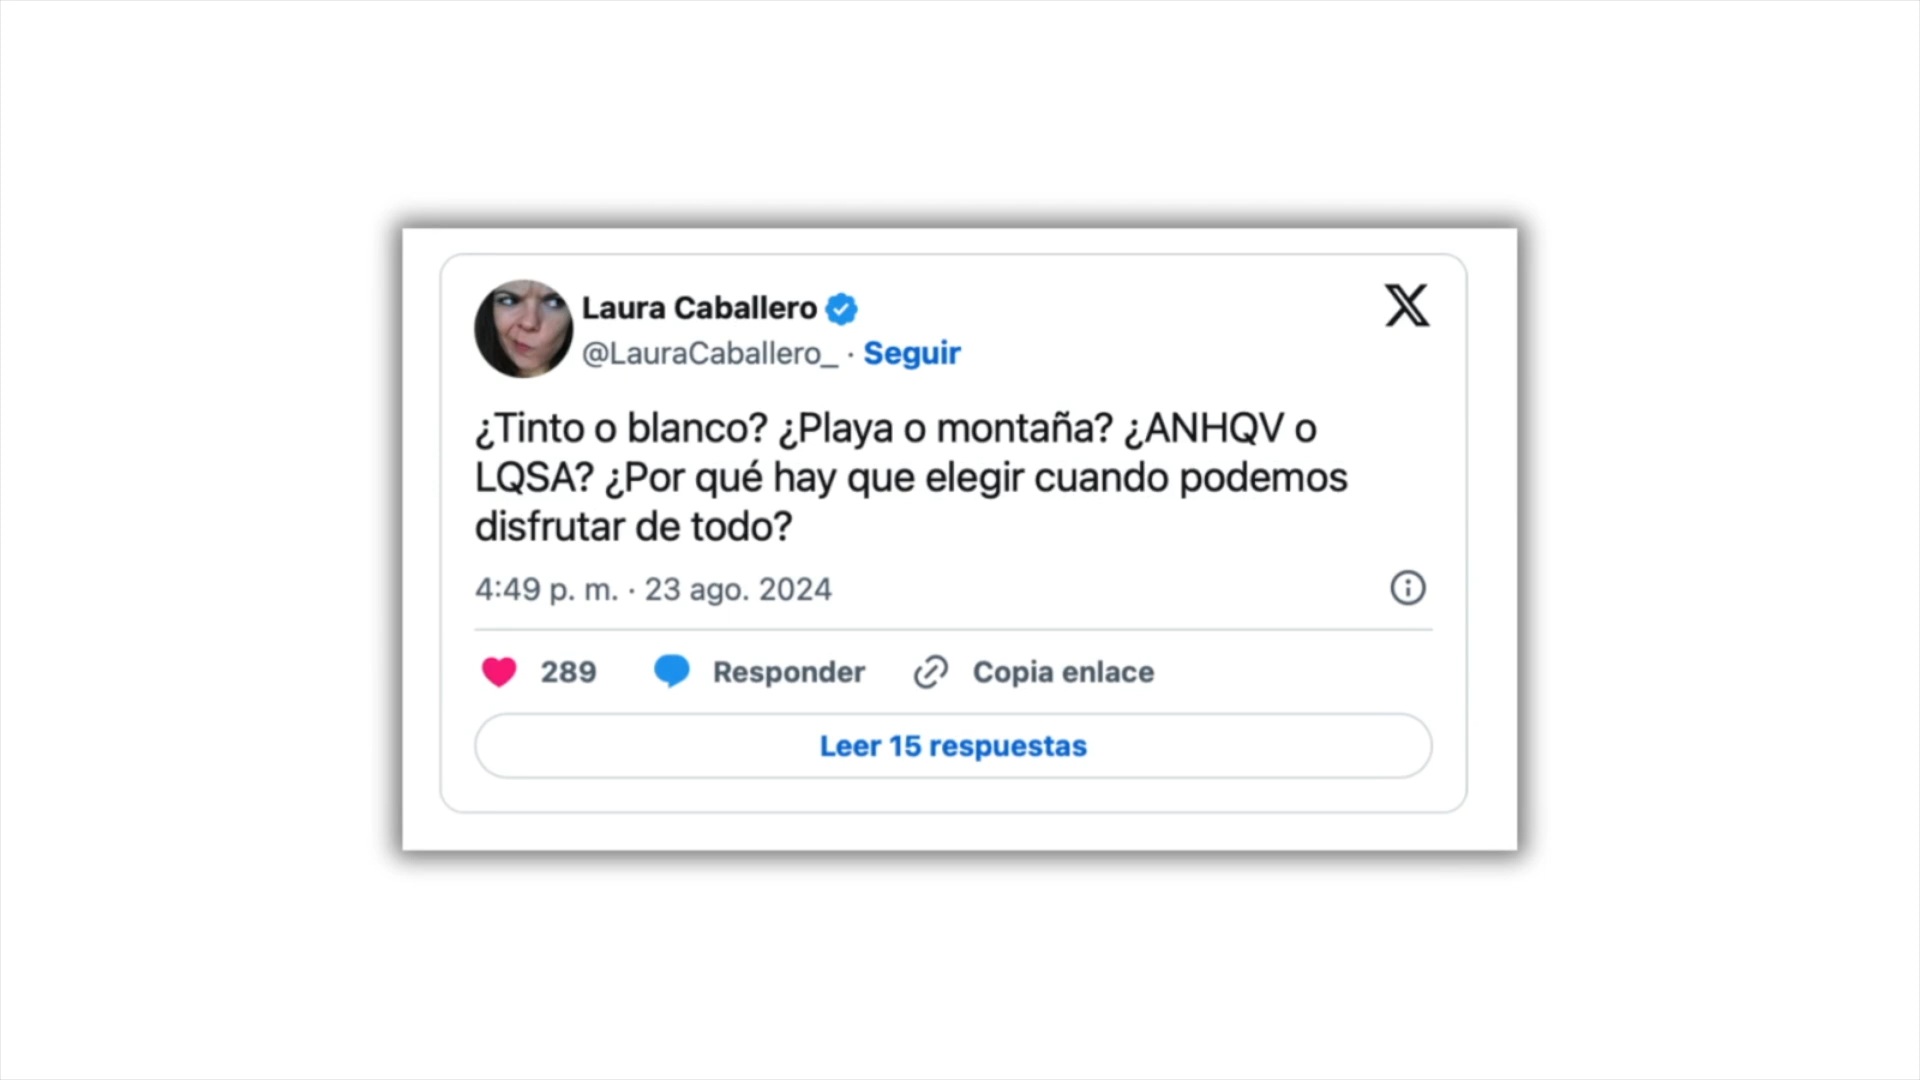 Laura Caballero
@LauraCaballero_ · Seguir
¿Tinto o blanco? ¿Playa o montaña? ¿ANHQV o
LQSA? ¿Por qué hay que elegir cuando podemos
disfrutar de todo?
4:49 p. m. · 23 ago. 2024
289 Responder Copia enlace
Leer 15 respuestas